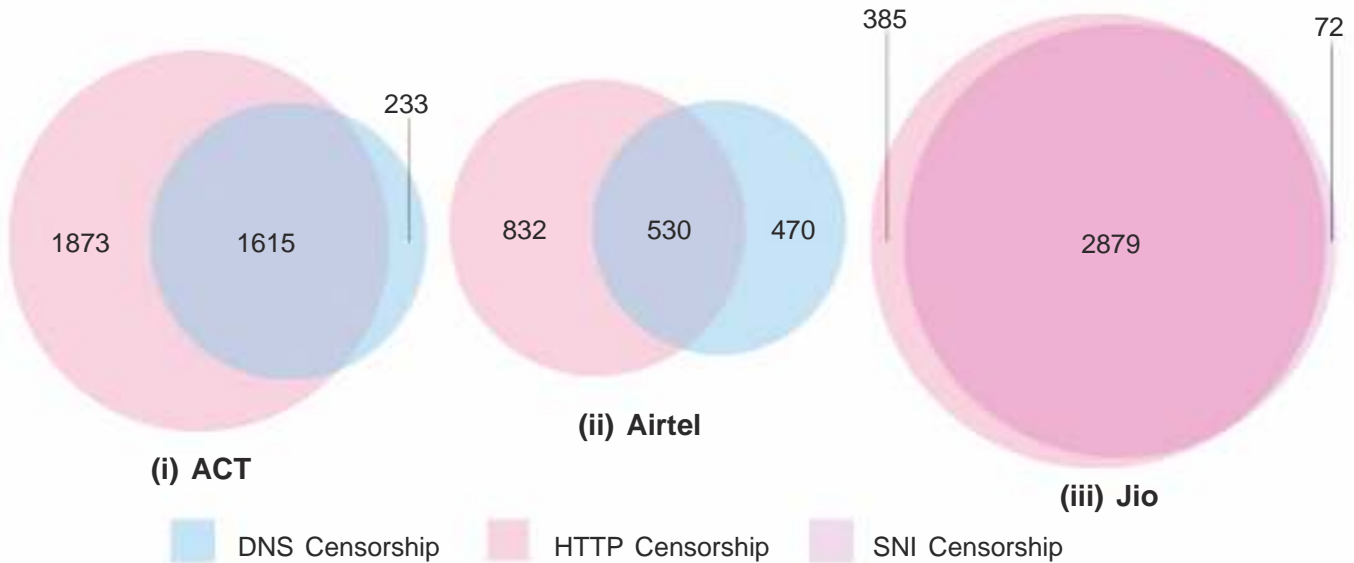 385
72
233
1873
1615
832
530
470
2879
(i) ACT
(ii) Airtel
(iii) Jio
DNS Censorship
HTTP Censorship
SNI Censorship